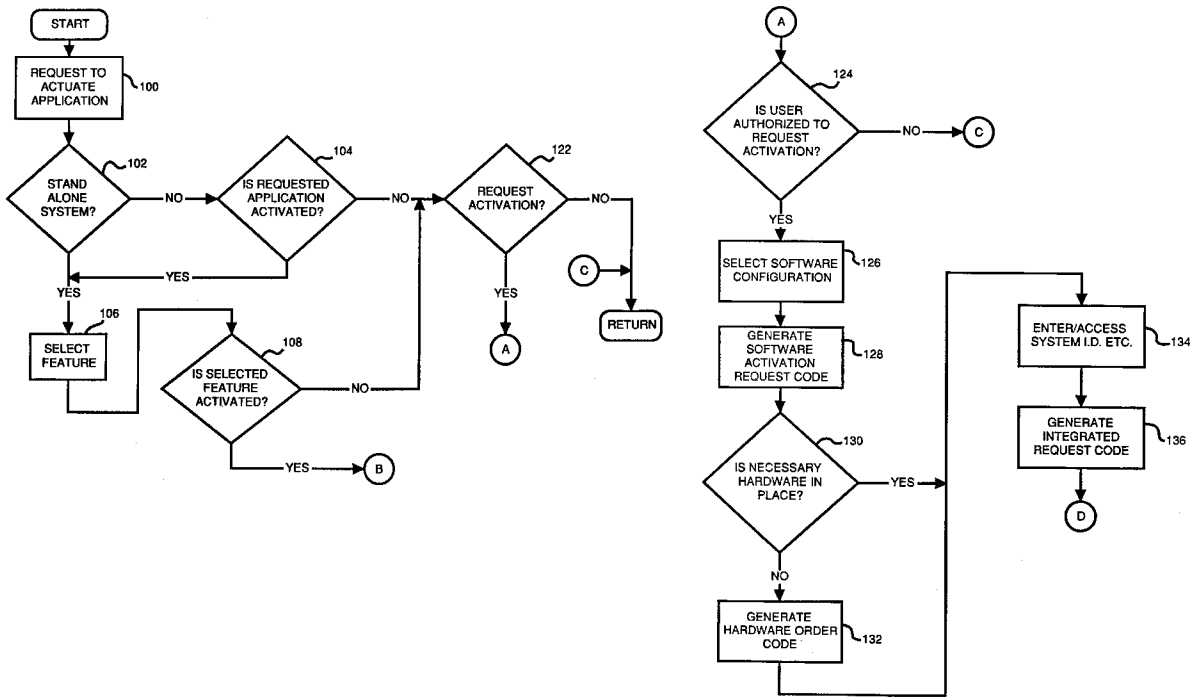 START
REQUEST TO
ACTUATE
APPLICATION
100
STAND
ALONE
SYSTEM?
102
NO
IS REQUESTED
APPLICATION
ACTIVATED?
104
NO
REQUEST
ACTIVATION?
122
NO
YES
YES
C
YES
RETURN
A
SELECT
FEATURE
106
IS SELECTED
FEATURE
ACTIVATED?
108
NO
YES
B
A
IS USER
AUTHORIZED TO
REQUEST
ACTIVATION?
124
NO
C
YES
SELECT SOFTWARE
CONFIGURATION
126
GENERATE
SOFTWARE
ACTIVATION
REQUEST CODE
128
IS NECESSARY
HARDWARE IN
PLACE?
130
YES
NO
GENERATE
HARDWARE ORDER
CODE
132
ENTER/ACCESS
SYSTEM I.D. ETC.
134
GENERATE
INTEGRATED
REQUEST CODE
136
D